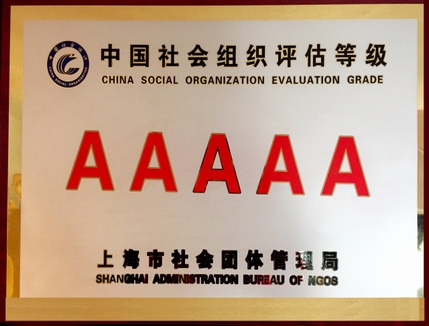 中国社会组织评估等级
CHINA SOCIAL ORGANIZATION EVALUATION GRADE
AAAAA
上海市社会团体管理局
SHANGHAI ADMINISTRATION BUREAU OF NGOS